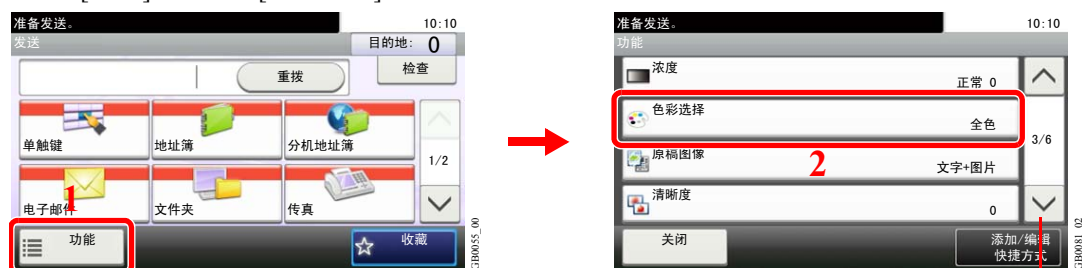 准备发送。
10:10
发送
目的地: 0
重拨
检查
单触键
地址簿
分机地址簿
1/2
电子邮件
文件夹
传真
1
功能
收藏
GB0055_00
准备发送。
10:10
功能
浓度
正常 0
色彩选择
全色
3/6
原稿图像
2
文字+图片
清晰度
0
关闭
添加/编辑
快捷方式
GB0081_02